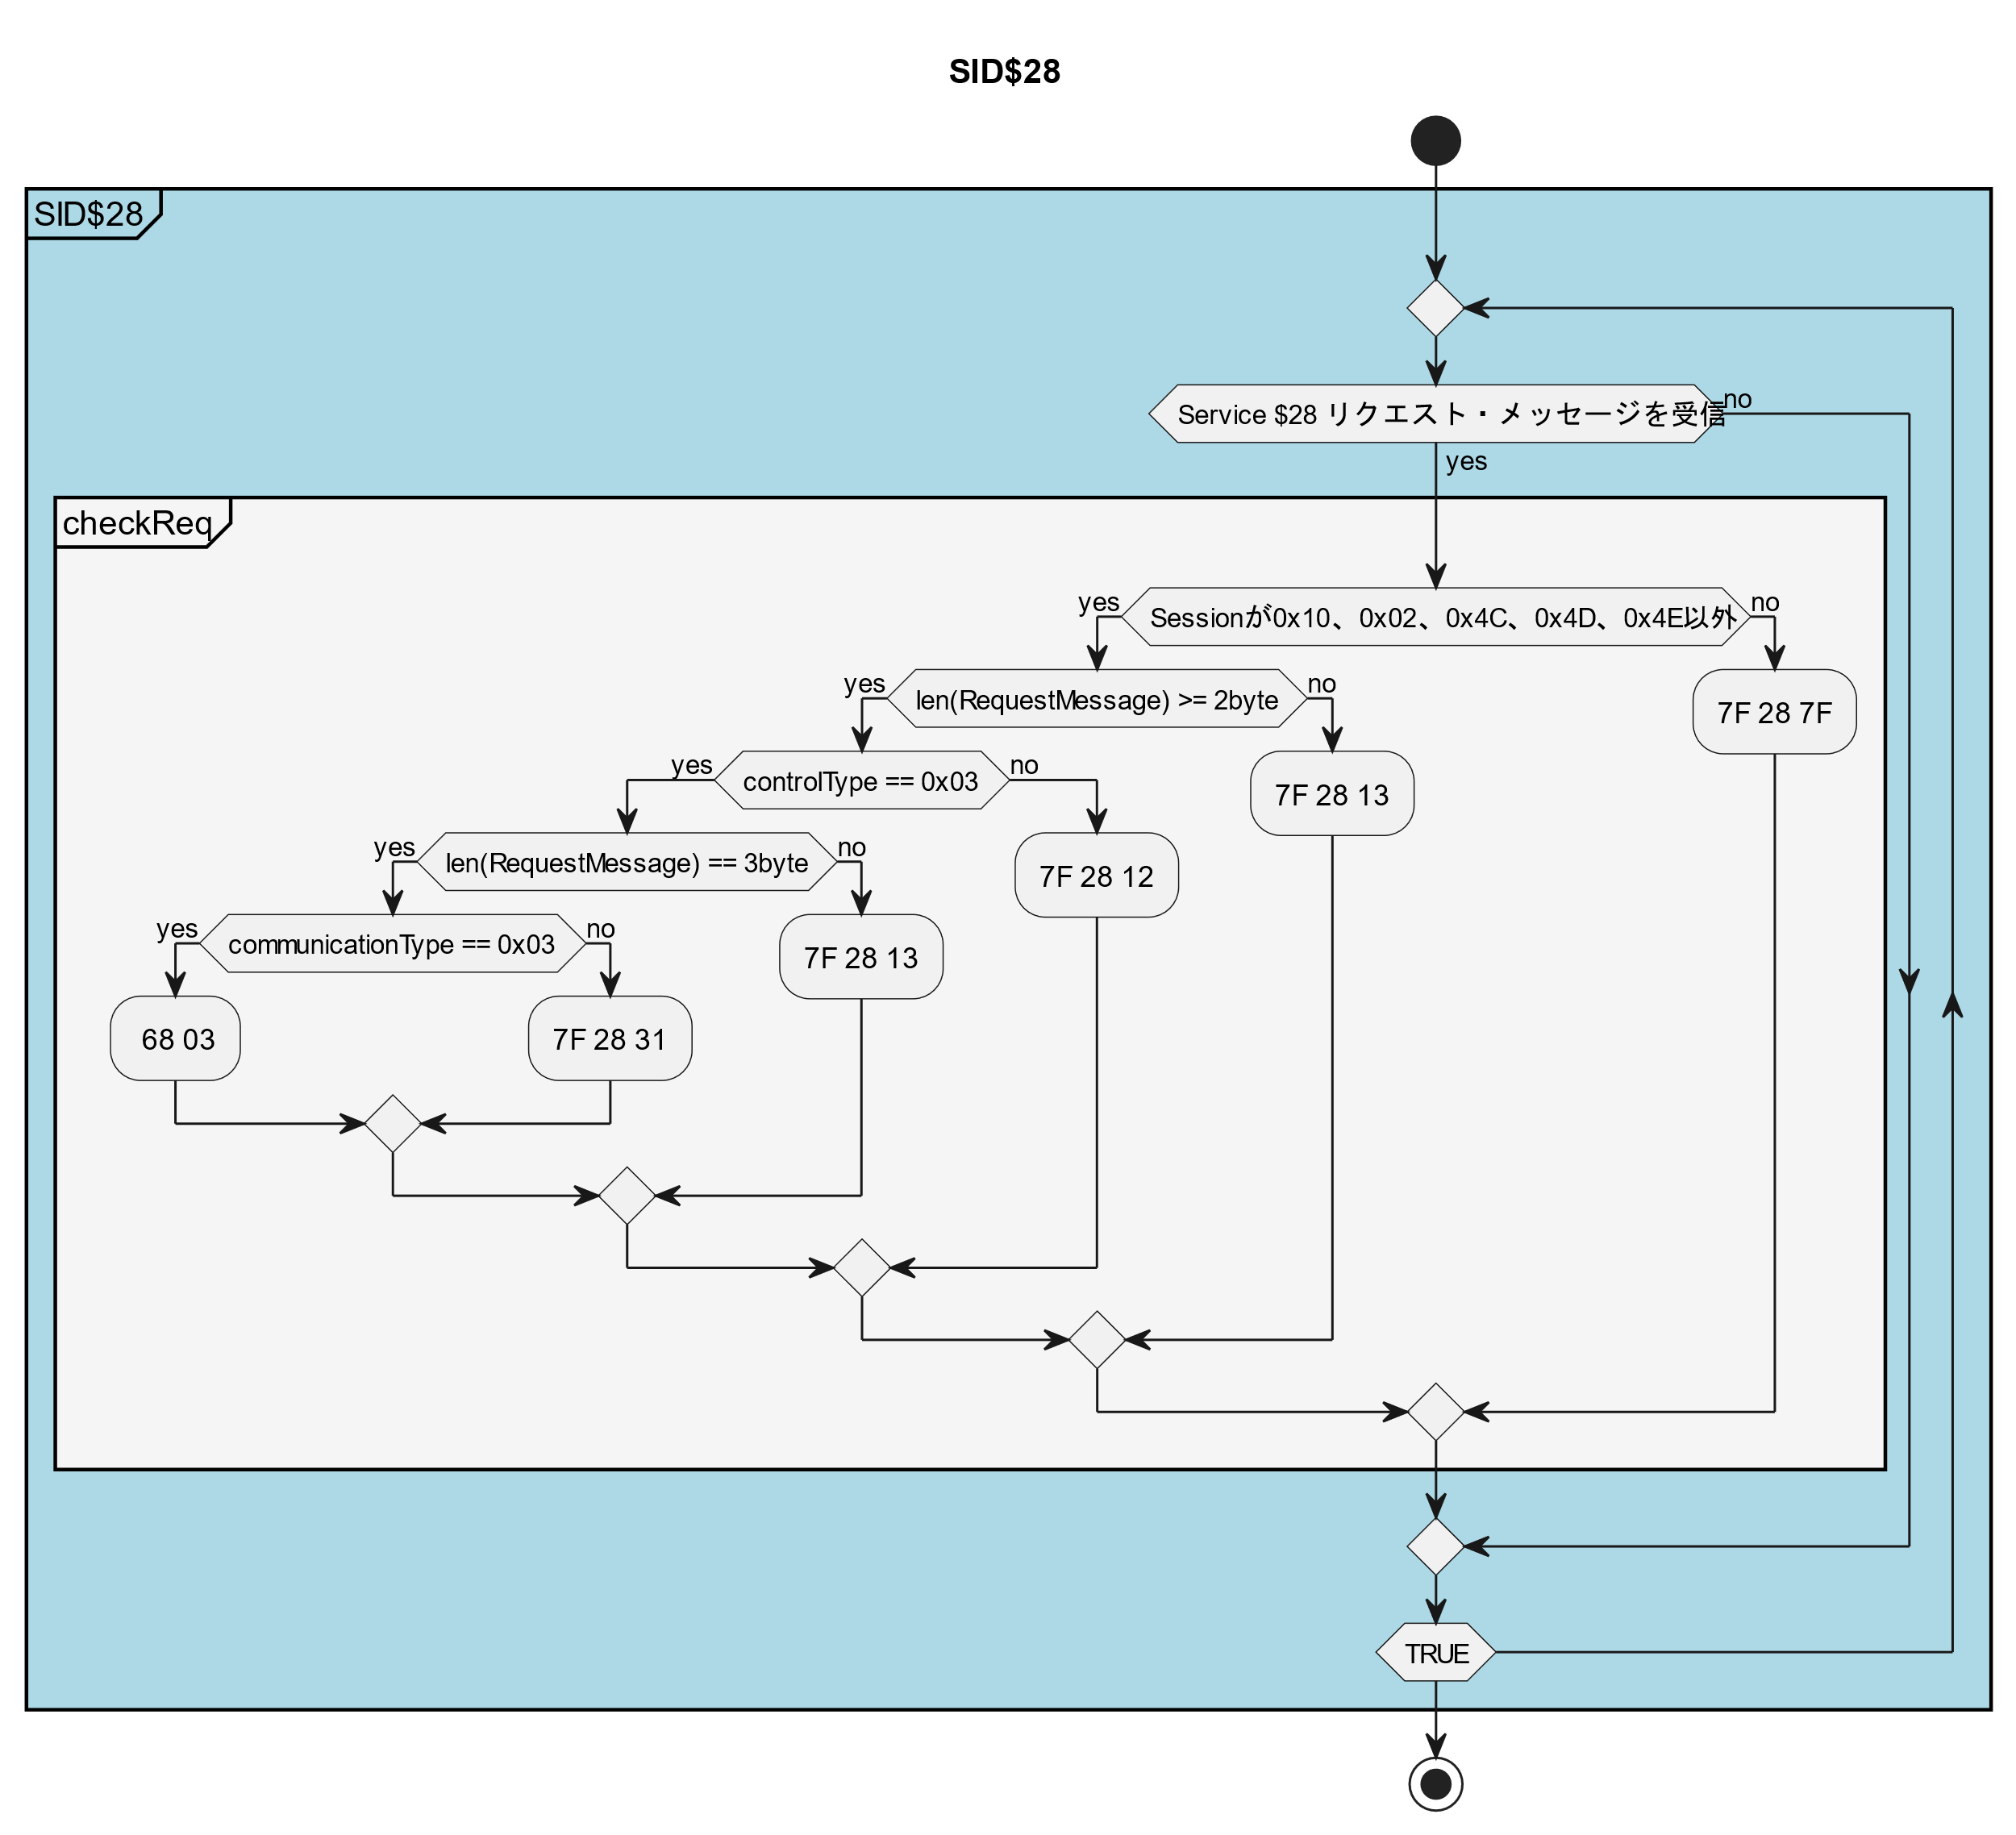 SID$28
SID$28
Service $28 リクエスト・メッセージを受信
no
yes
checkReq
yes
Sessionが0x10、0x02、0x4C、0x4D、0x4E以外
no
yes
len(RequestMessage) >= 2byte
no
7F 28 7F
yes
controlType == 0x03
no
7F 28 13
yes
len(RequestMessage) == 3byte
no
7F 28 12
yes
communicationType == 0x03
no
7F 28 13
68 03
7F 28 31
TRUE